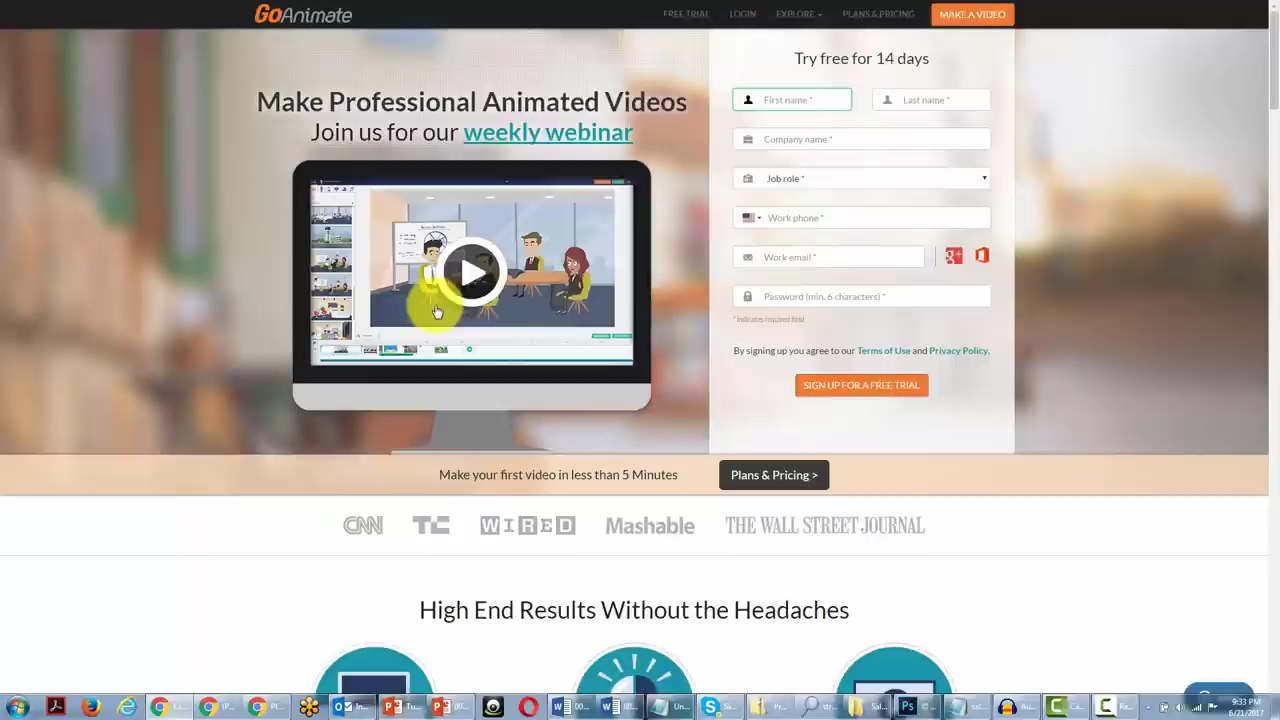 GoAnimate
FREE TRIAL LOGIN EXPLORE PLANS & PRICING MAKE A VIDEO
Make Professional Animated Videos
Join us for our weekly webinar
Try free for 14 days
First name * Last name *
Company name *
Job role *
Work phone *
Work email *
Password (min. 6 characters) *
* Indicates required field
By signing up you agree to our Terms of Use and Privacy Policy.
SIGN UP FOR A FREE TRIAL
Make your first video in less than 5 Minutes Plans & Pricing >
CNN TC WIRED Mashable THE WALL STREET JOURNAL
High End Results Without the Headaches
9:33 PM
6/21/2017